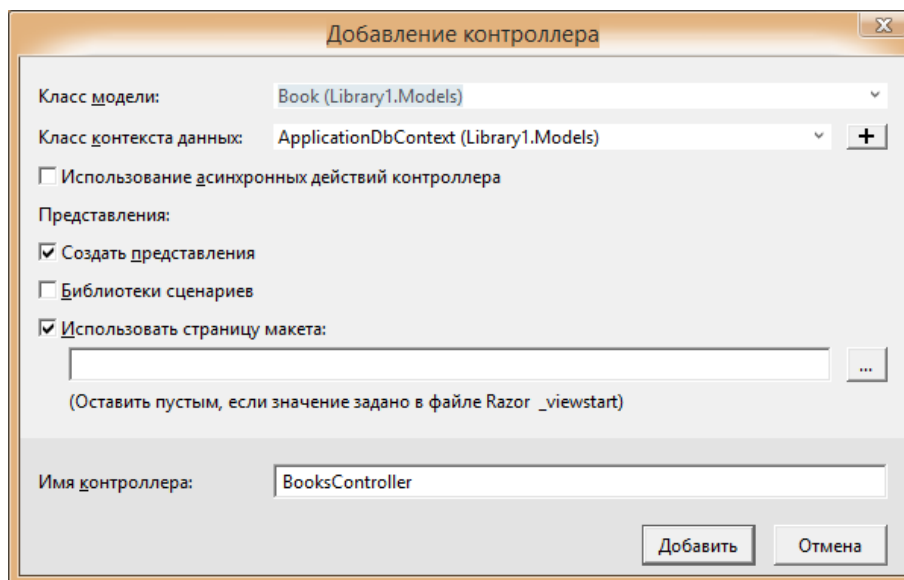 Добавление контроллера
Класс модели: Book (Library1.Models)
Класс контекста данных: ApplicationDbContext (Library1.Models) +
Использование асинхронных действий контроллера
Представления:
Создать представления
Библиотеки сценариев
Использовать страницу макета:
...
(Оставить пустым, если значение задано в файле Razor _viewstart)
Имя контроллера: BooksController
Добавить Отмена